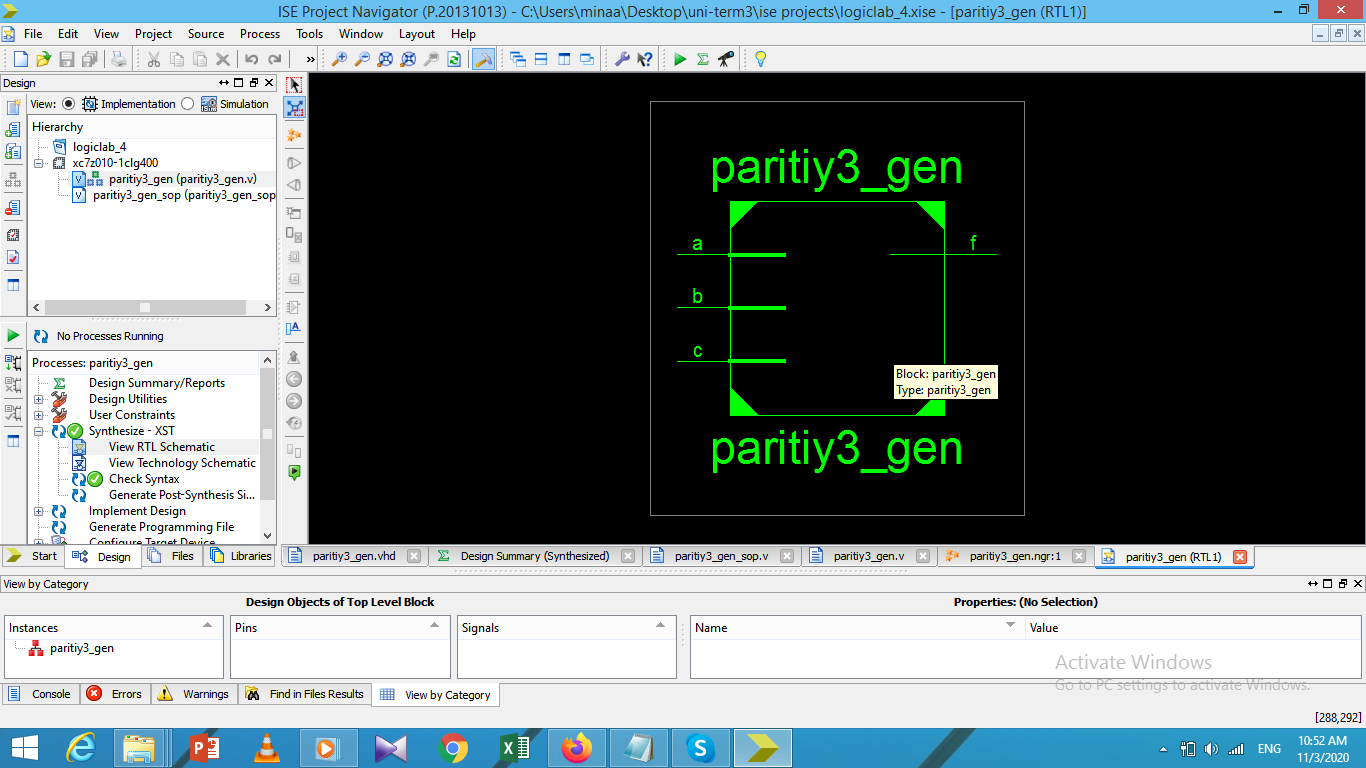 ISE Project Navigator (P.20131013) - C:\Users\minaa\Desktop\uni-term3\ise projects\logiclab_4.xise - [paritiy3_gen (RTL1)]
File Edit View Project Source Process Tools Window Layout Help
»
Design
View: Implementation Simulation
Hierarchy
logiclab_4
xc7z010-1clg400
paritiy3_gen (paritiy3_gen.v)
paritiy3_gen_sop (paritiy3_gen_sop
No Processes Running
Processes: paritiy3_gen
Design Summary/Reports
Design Utilities
User Constraints
Synthesize - XST
View RTL Schematic
View Technology Schematic
Check Syntax
Generate Post-Synthesis Si...
Implement Design
Generate Programming File
Configure Target Device
Start Design Files Libraries
paritiy3_gen
a
f
b
c
Block: paritiy3_gen
Type: paritiy3_gen
paritiy3_gen
paritiy3_gen.vhd Design Summary (Synthesized) paritiy3_gen_sop.v paritiy3_gen.v paritiy3_gen.ngr:1 paritiy3_gen (RTL1)
View by Category
Design Objects of Top Level Block Properties: (No Selection)
Instances Pins Signals Name Value
paritiy3_gen
Activate Windows
Go to PC settings to activate Windows.
Console Errors Warnings Find in Files Results View by Category
[288,292]
ENG
10:52 AM
11/3/2020